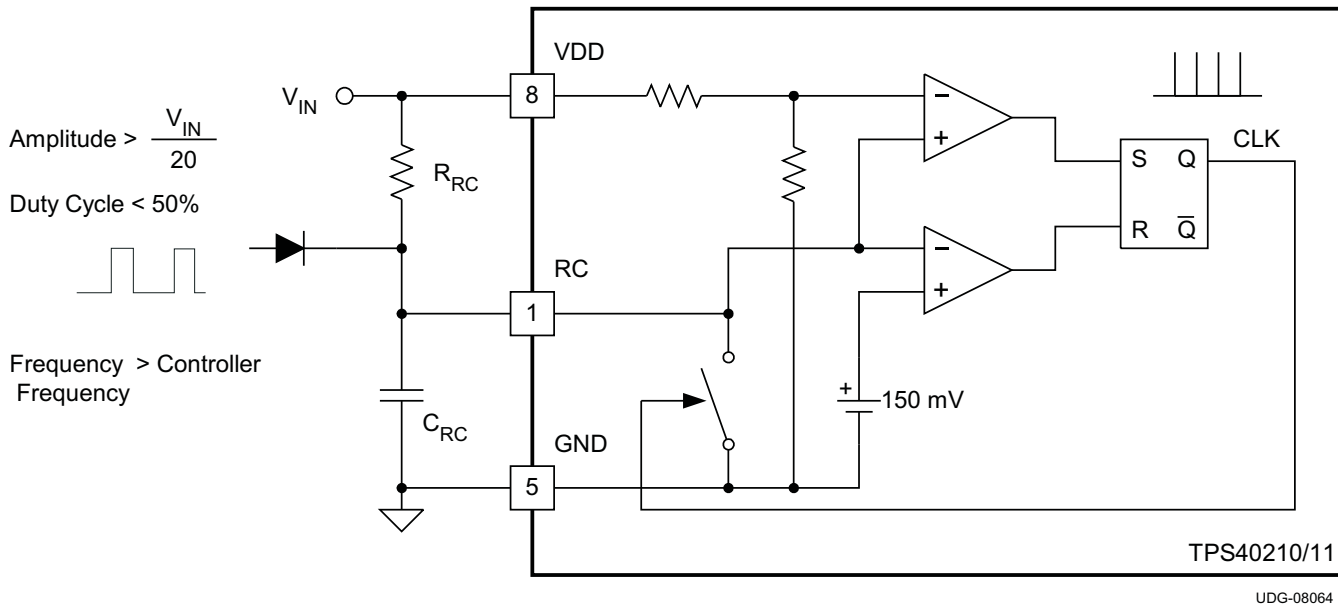 VDD
V_IN
8
Amplitude > V_IN
20
R_RC
Duty Cycle < 50%
−
+
S Q
CLK
R Q̅
RC
1
−
+
Frequency > Controller
Frequency
C_RC
+
150 mV
GND
5
TPS40210/11
UDG-08064